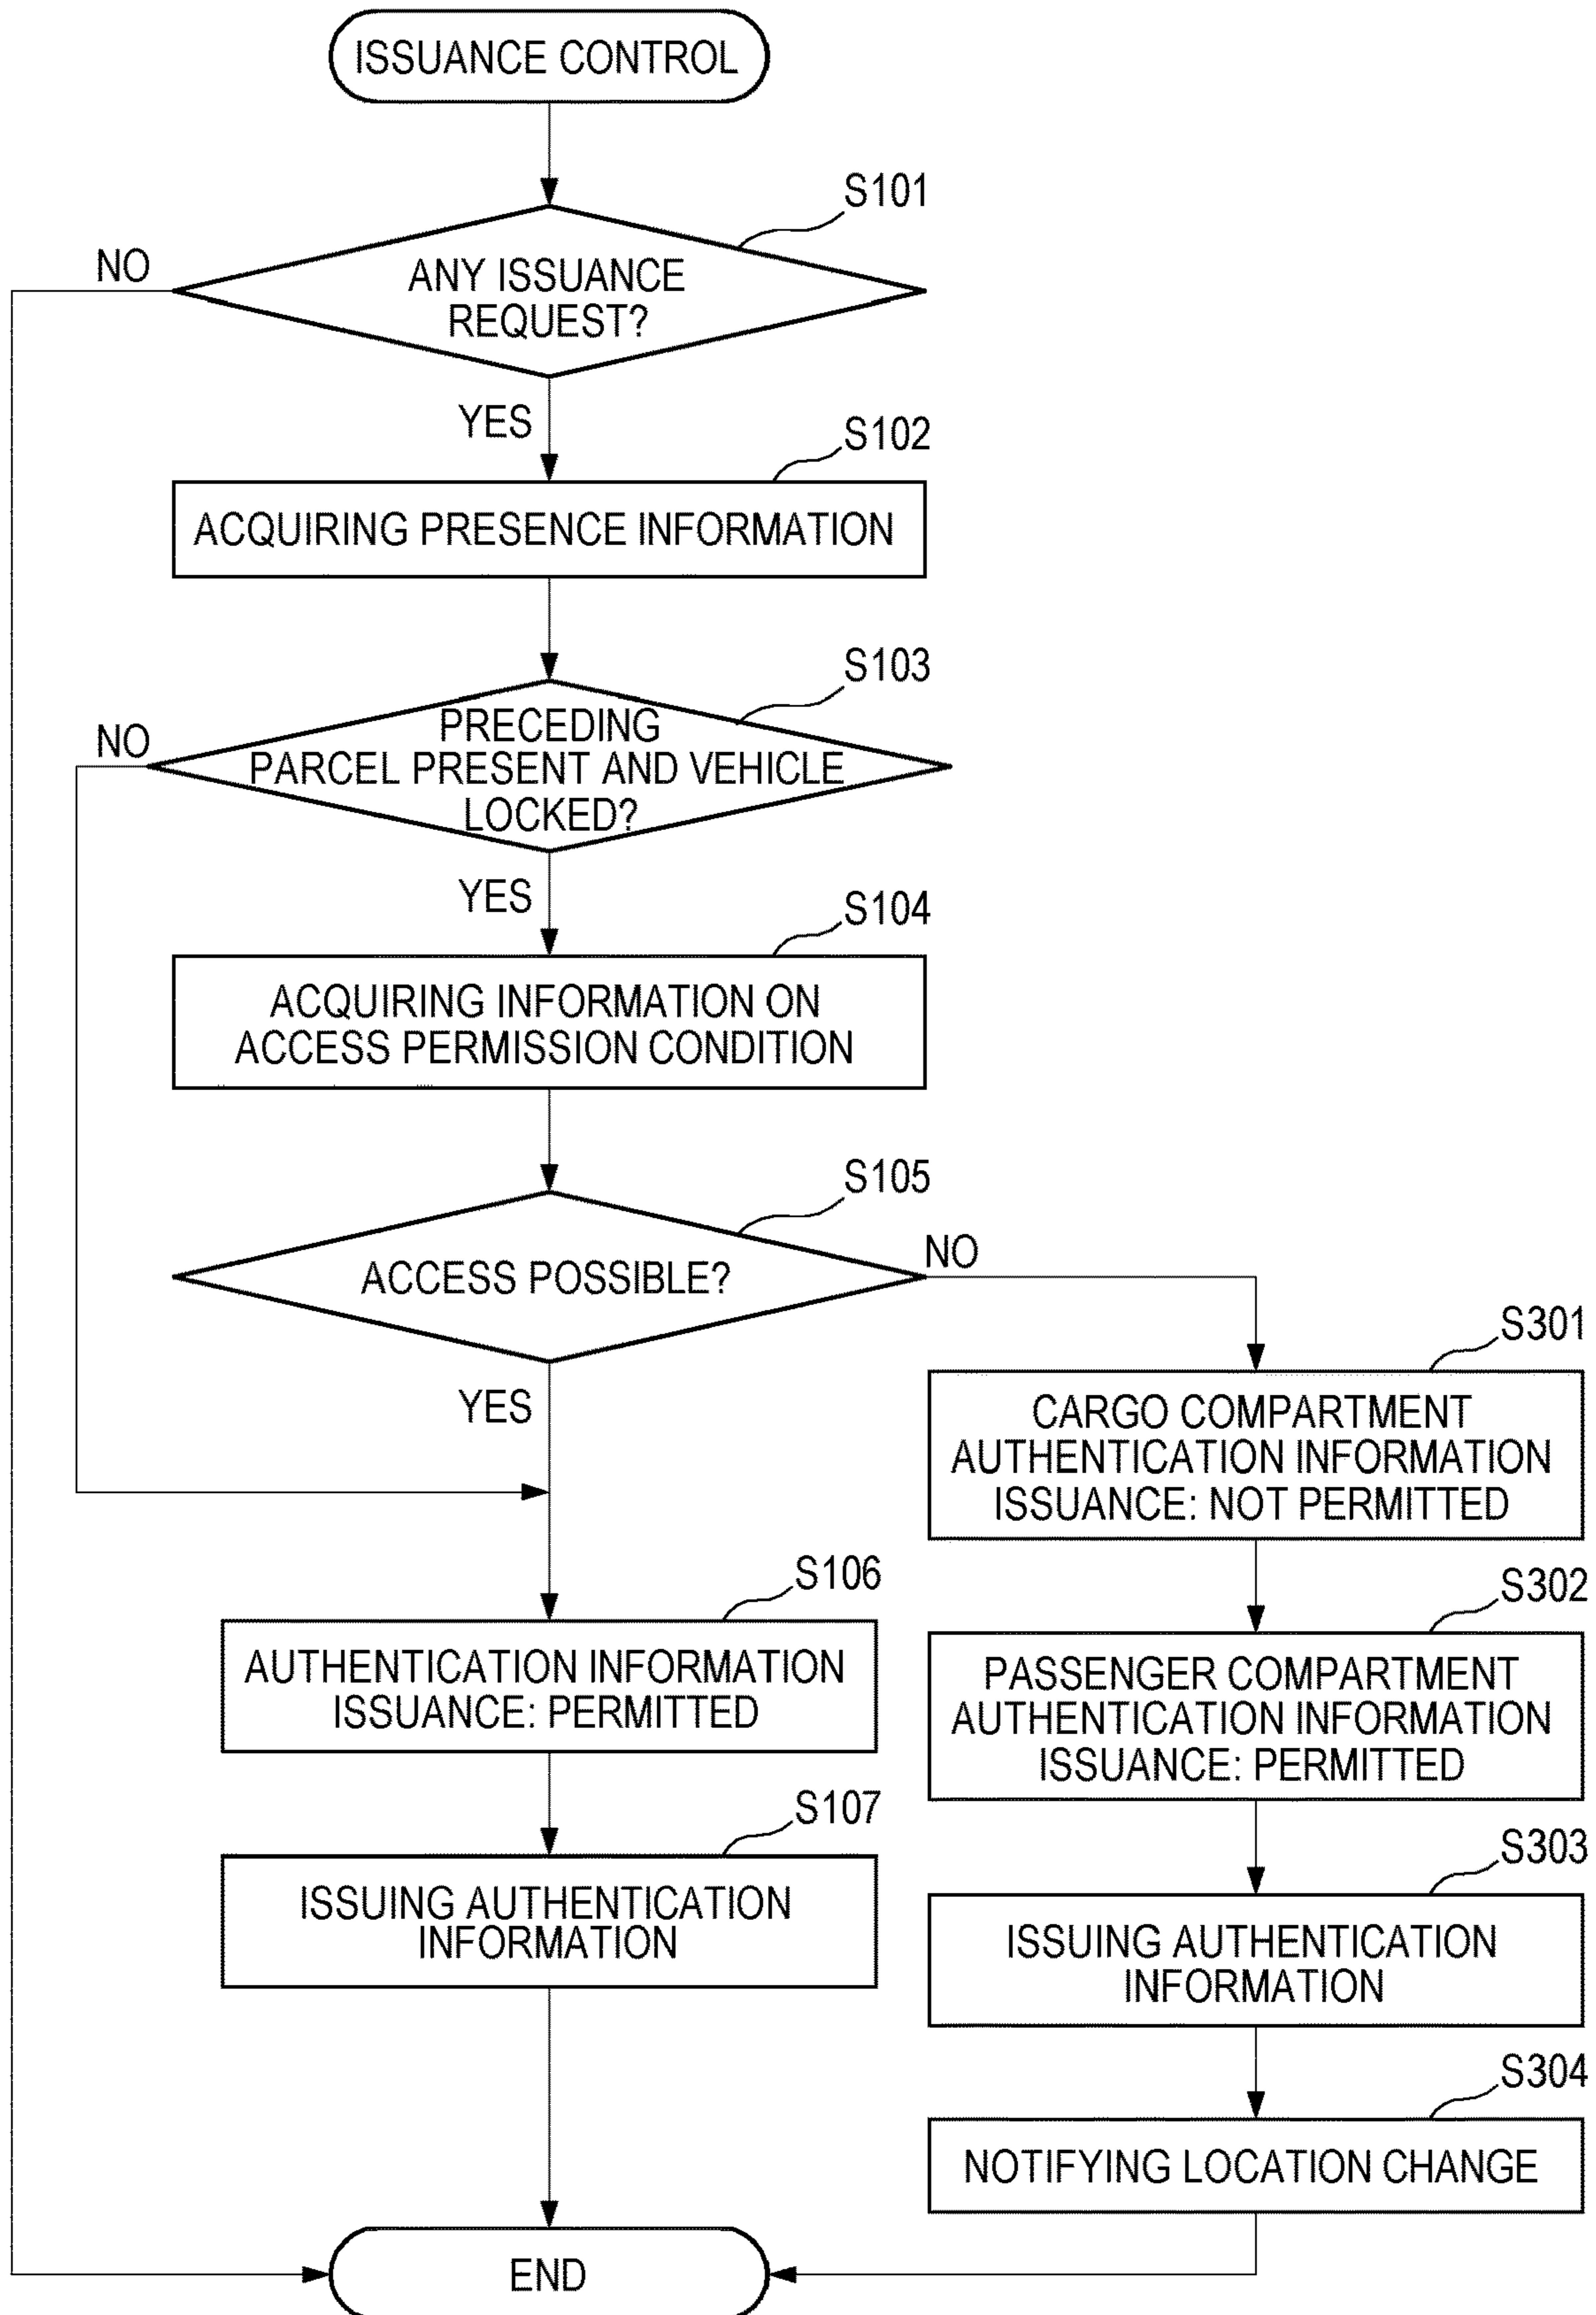 ISSUANCE CONTROL
S101
NO
ANY ISSUANCE
REQUEST?
YES
S102
ACQUIRING PRESENCE INFORMATION
S103
NO
PRECEDING
PARCEL PRESENT AND VEHICLE
LOCKED?
YES
S104
ACQUIRING INFORMATION ON
ACCESS PERMISSION CONDITION
S105
ACCESS POSSIBLE?
NO
YES
S301
CARGO COMPARTMENT
AUTHENTICATION INFORMATION
ISSUANCE: NOT PERMITTED
S106
AUTHENTICATION INFORMATION
ISSUANCE: PERMITTED
S302
PASSENGER COMPARTMENT
AUTHENTICATION INFORMATION
ISSUANCE: PERMITTED
S107
ISSUING AUTHENTICATION
INFORMATION
S303
ISSUING AUTHENTICATION
INFORMATION
S304
NOTIFYING LOCATION CHANGE
END